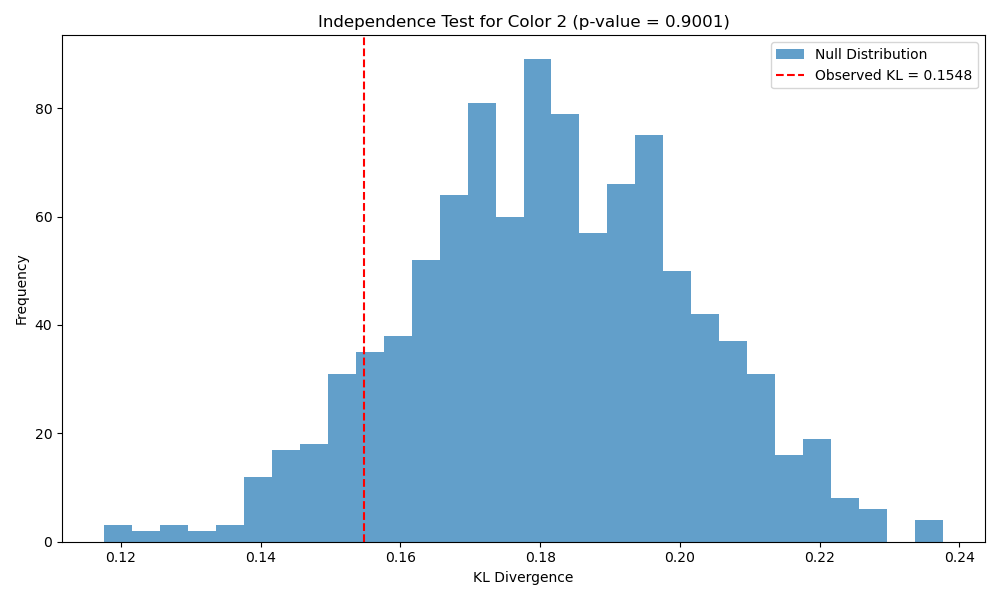 Independence Test for Color 2 (p-value = 0.9001)
Null Distribution
Observed KL = 0.1548
Frequency
80
60
40
20
0
0.12 0.14 0.16 0.18 0.20 0.22 0.24
KL Divergence